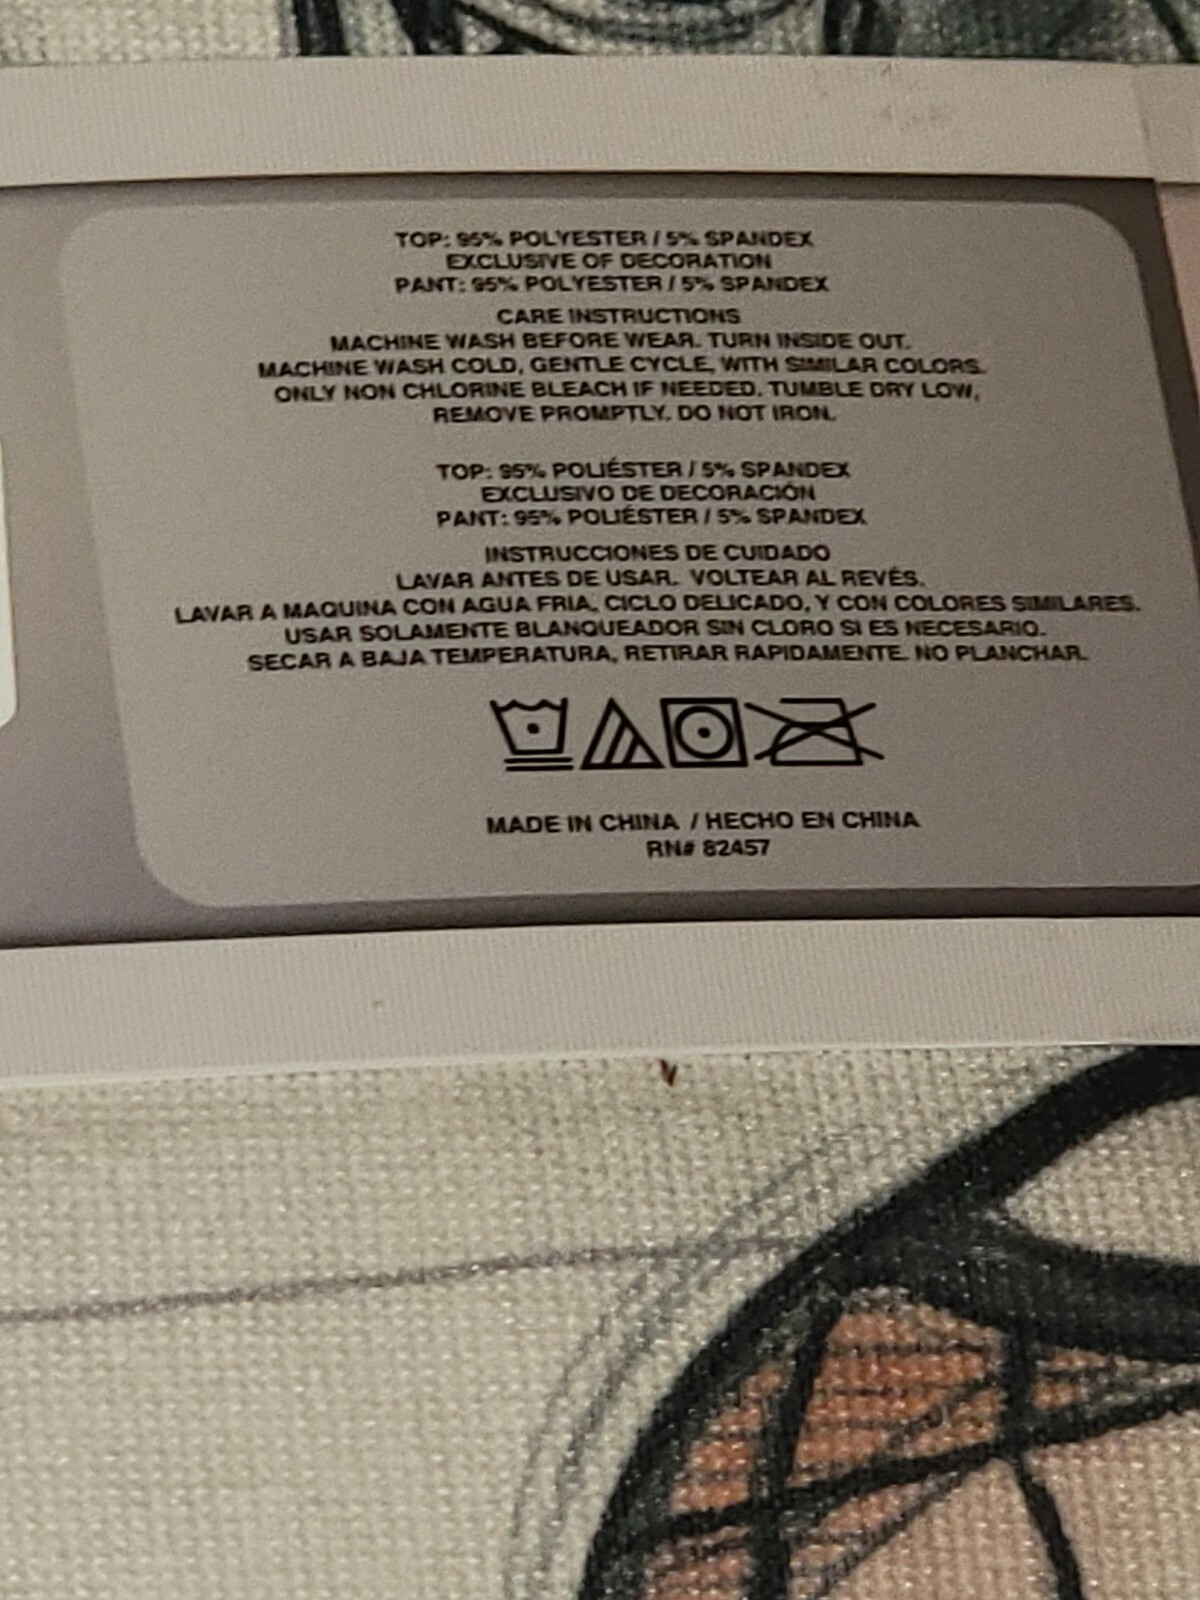 TOP: 95% POLYESTER / 5% SPANDEX
EXCLUSIVE OF DECORATION
PANT: 95% POLYESTER / 5% SPANDEX
CARE INSTRUCTIONS
MACHINE WASH BEFORE WEAR. TURN INSIDE OUT.
MACHINE WASH COLD, GENTLE CYCLE, WITH SIMILAR COLORS.
ONLY NON CHLORINE BLEACH IF NEEDED. TUMBLE DRY LOW,
REMOVE PROMPTLY. DO NOT IRON.
TOP: 95% POLIÉSTER / 5% SPANDEX
EXCLUSIVO DE DECORACIÓN
PANT: 95% POLIÉSTER / 5% SPANDEX
INSTRUCCIONES DE CUIDADO
LAVAR ANTES DE USAR. VOLTEAR AL REVÉS.
LAVAR A MAQUINA CON AGUA FRIA, CICLO DELICADO, Y CON COLORES SIMILARES.
USAR SOLAMENTE BLANQUEADOR SIN CLORO SI ES NECESARIO.
SECAR A BAJA TEMPERATURA, RETIRAR RAPIDAMENTE. NO PLANCHAR.
MADE IN CHINA / HECHO EN CHINA
RN# 82457